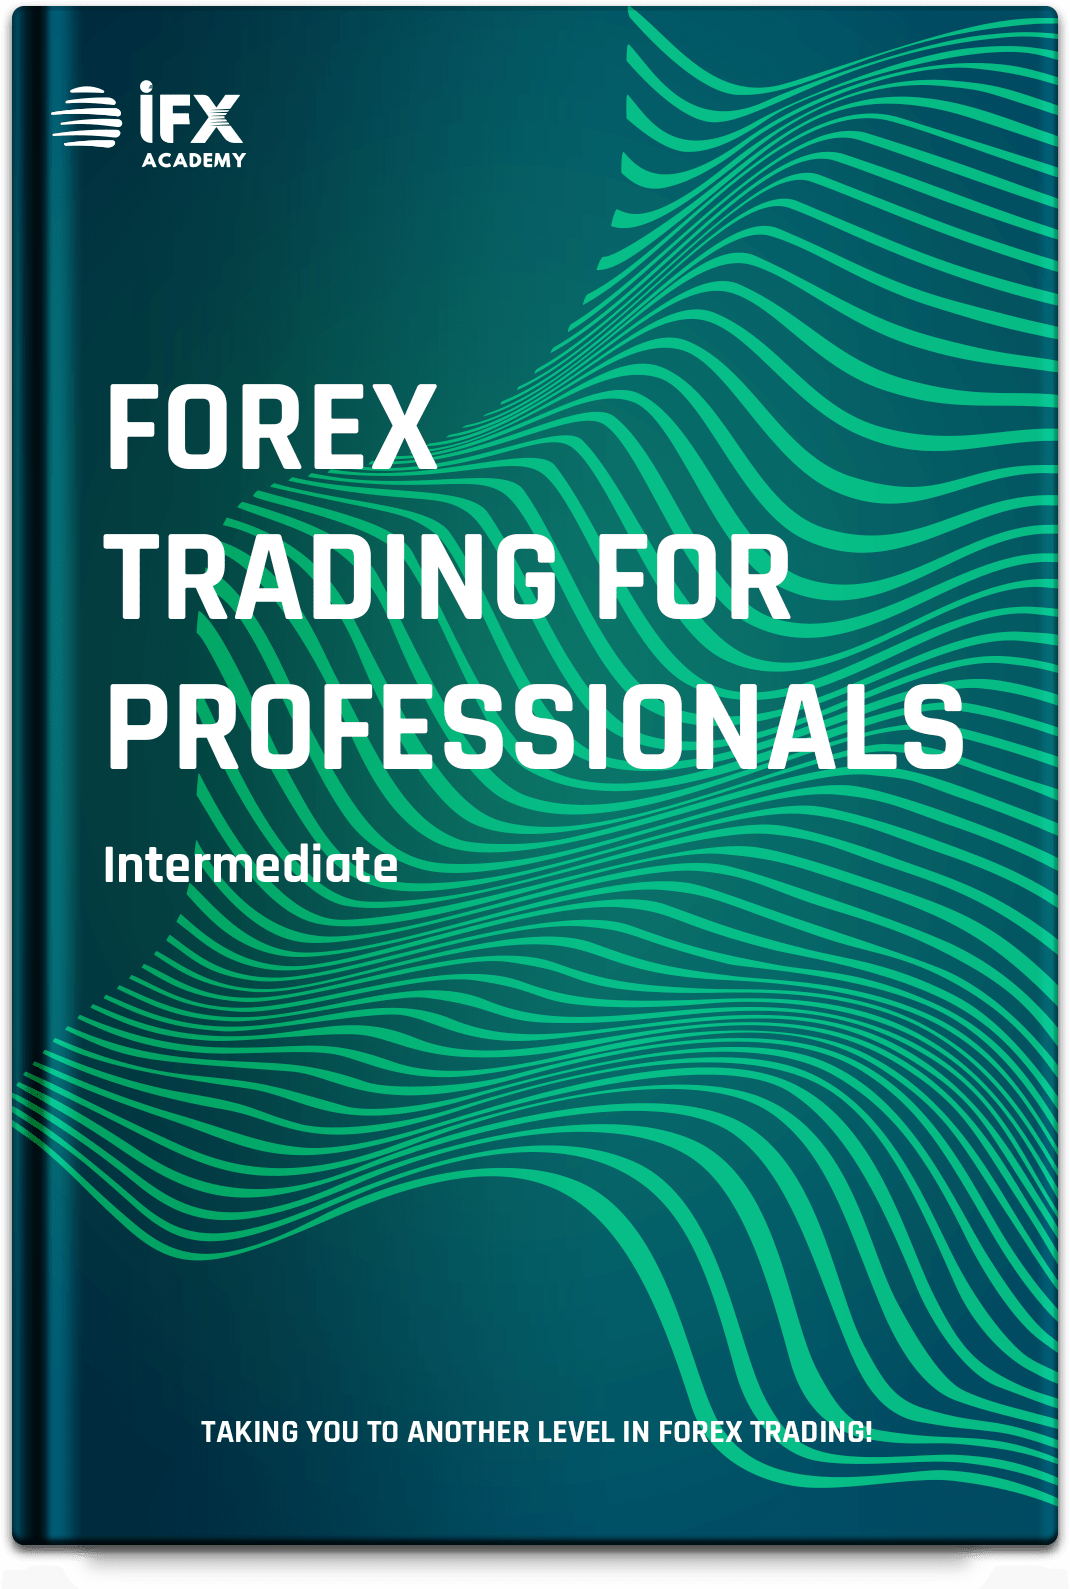 iFX
ACADEMY
FOREX
TRADING FOR
PROFESSIONALS
Intermediate
TAKING YOU TO ANOTHER LEVEL IN FOREX TRADING!